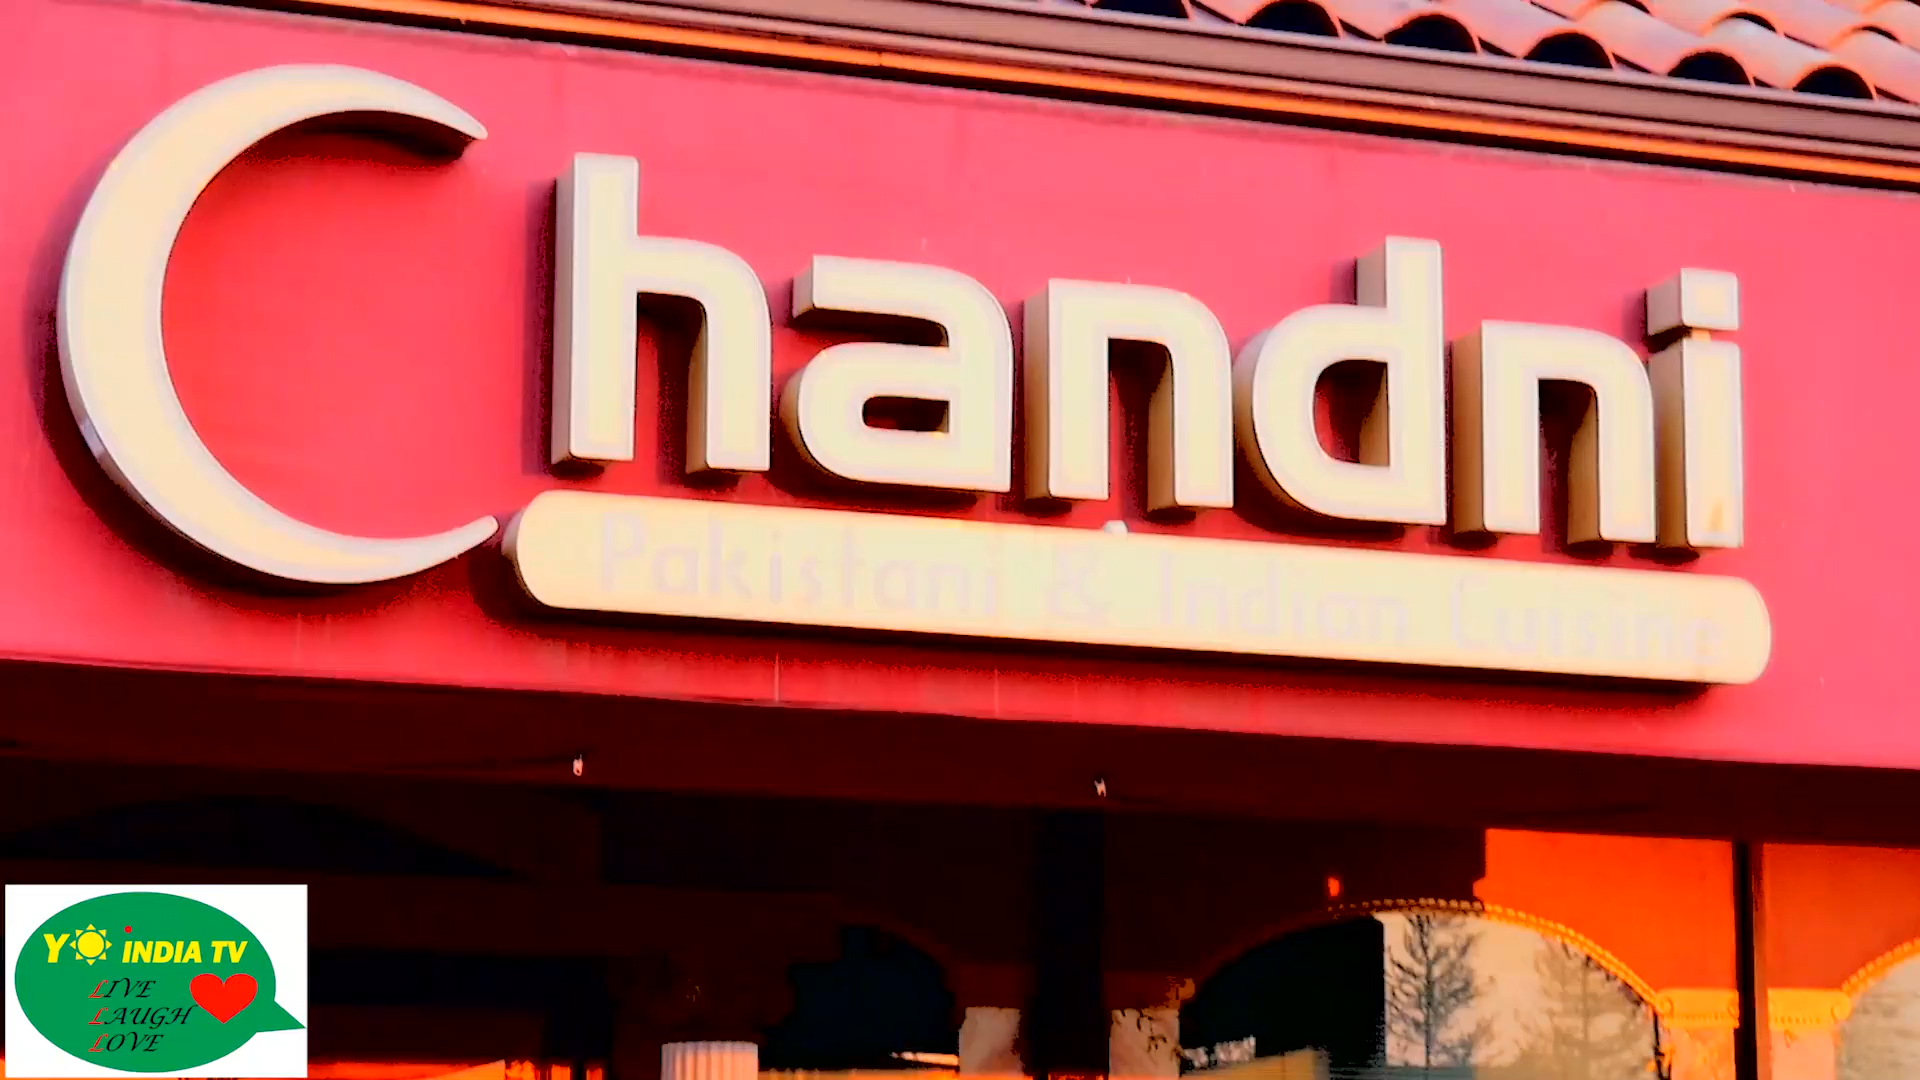 Chandni
Pakistani & Indian Cuisine
YO INDIA TV
LIVE
LAUGH
LOVE